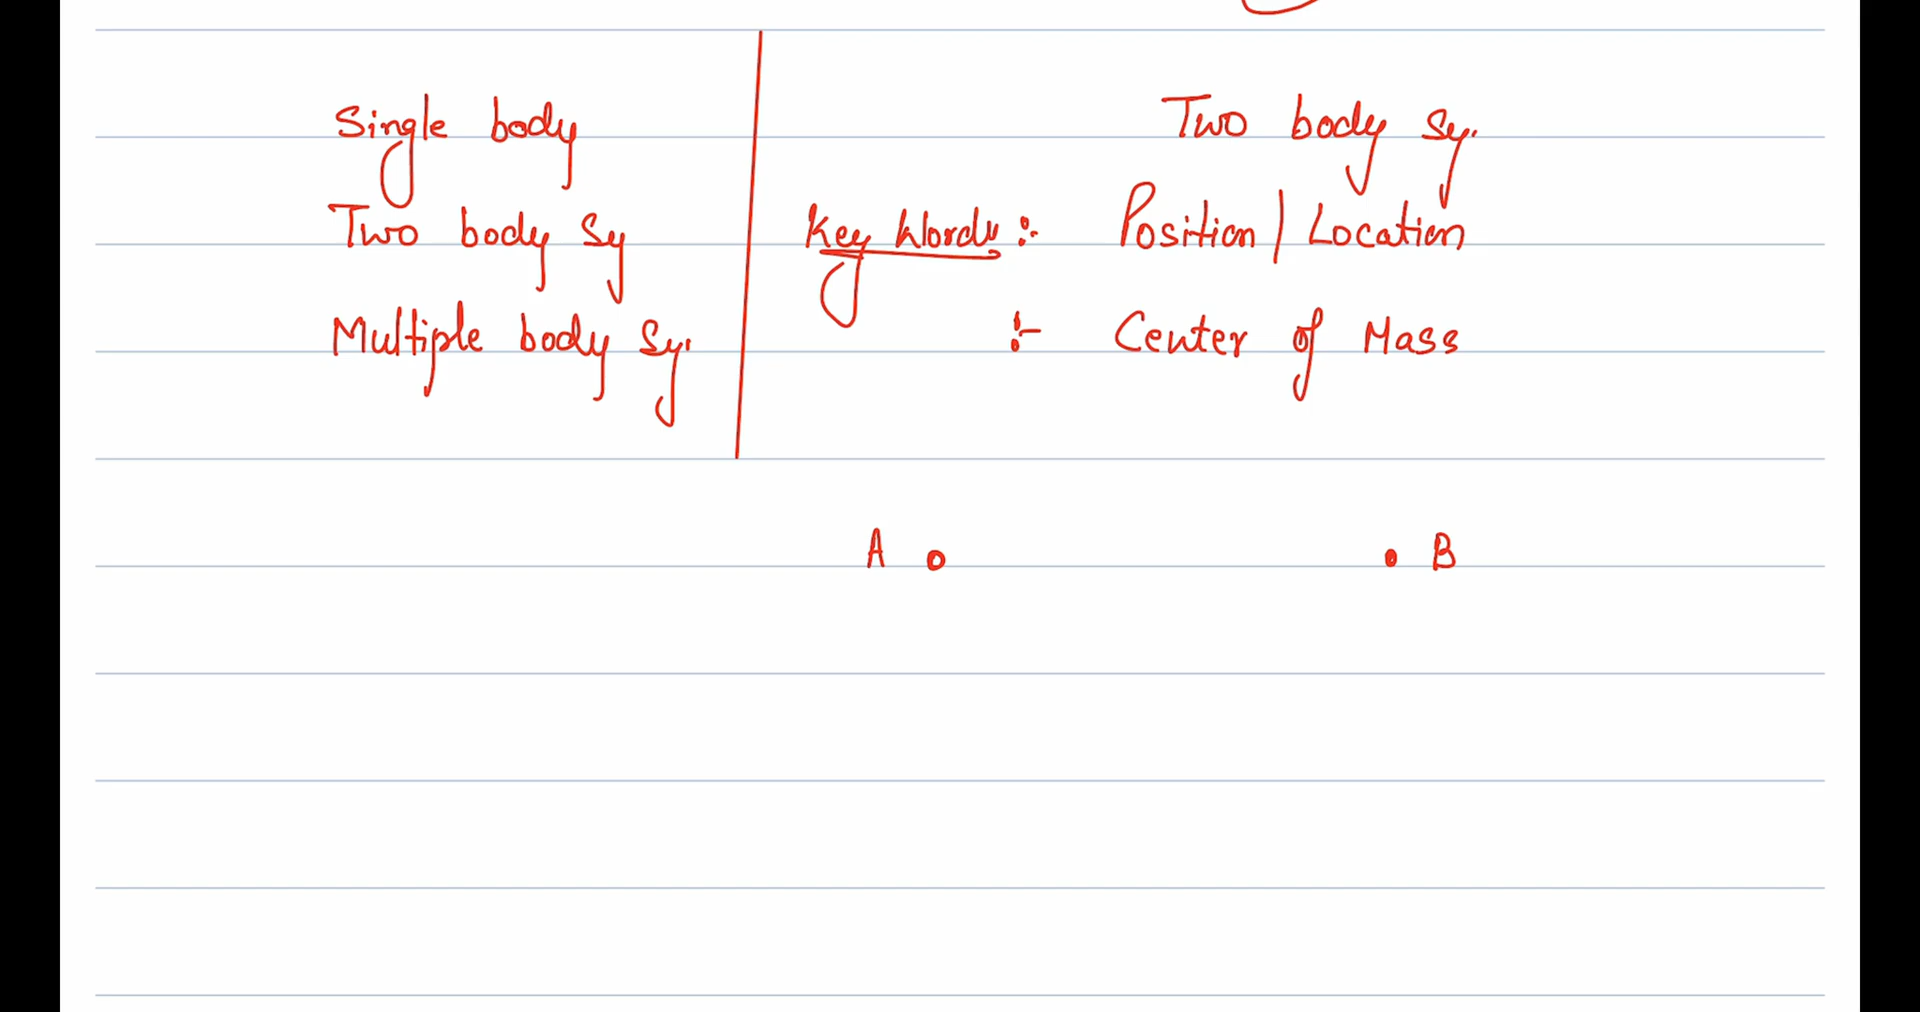 Single body
Two body Sy
Multiple body Sy.
Two body Sy.
Key Words :- Position / Location
:- Center of Mass
A
B